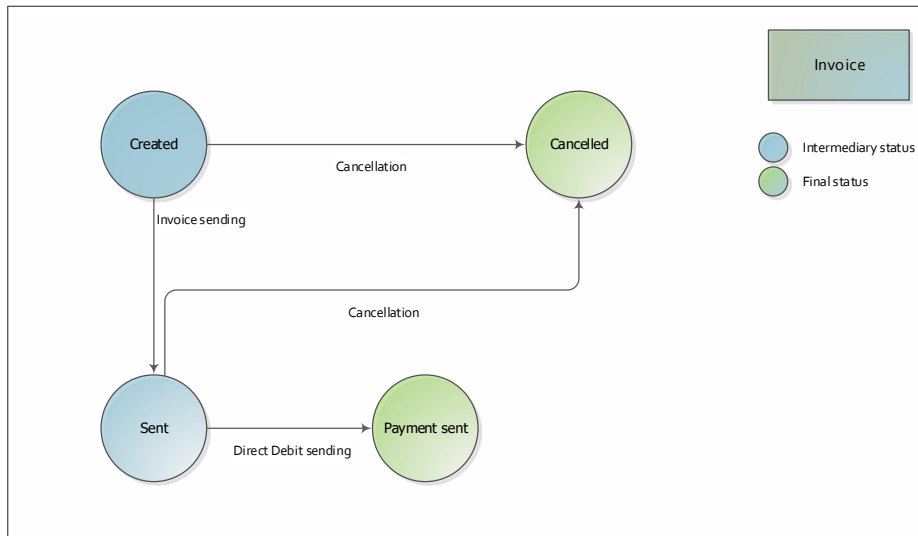 Invoice
Created
Cancelled
Intermediary status
Cancellation
Final status
Invoice sending
Cancellation
Sent
Payment sent
Direct Debit sending